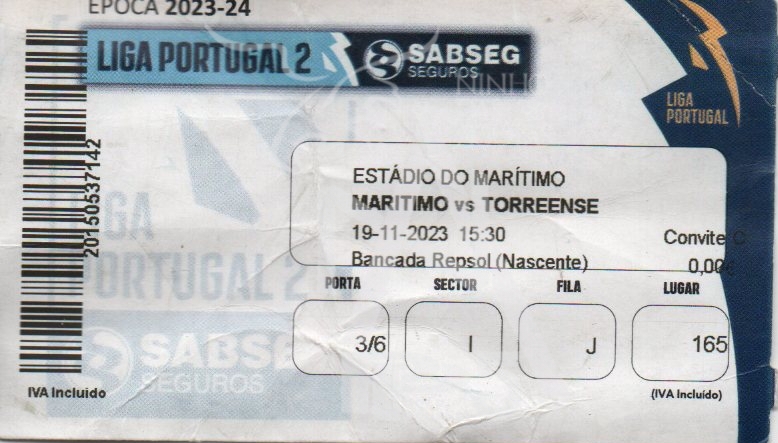 ÉPOCA 2023-24
LIGA PORTUGAL 2 SABSEG
SEGUROS
LIGA
PORTUGAL
20150537142
ESTÁDIO DO MARÍTIMO
MARITIMO vs TORREENSE
19-11-2023 15:30
Convite C
Bancada Repsol (Nascente)
0,00€
PORTA SECTOR FILA LUGAR
3/6 I J 165
LIGA
PORTUGAL 2
SABSEG
SEGUROS
IVA Incluído
(IVA Incluído)